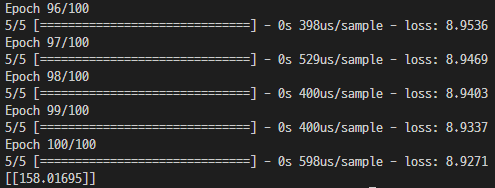 Epoch 96/100
5/5 [==============================] - 0s 398us/sample - loss: 8.9536
Epoch 97/100
5/5 [==============================] - 0s 529us/sample - loss: 8.9469
Epoch 98/100
5/5 [==============================] - 0s 400us/sample - loss: 8.9403
Epoch 99/100
5/5 [==============================] - 0s 400us/sample - loss: 8.9337
Epoch 100/100
5/5 [==============================] - 0s 598us/sample - loss: 8.9271
[[158.01695]]